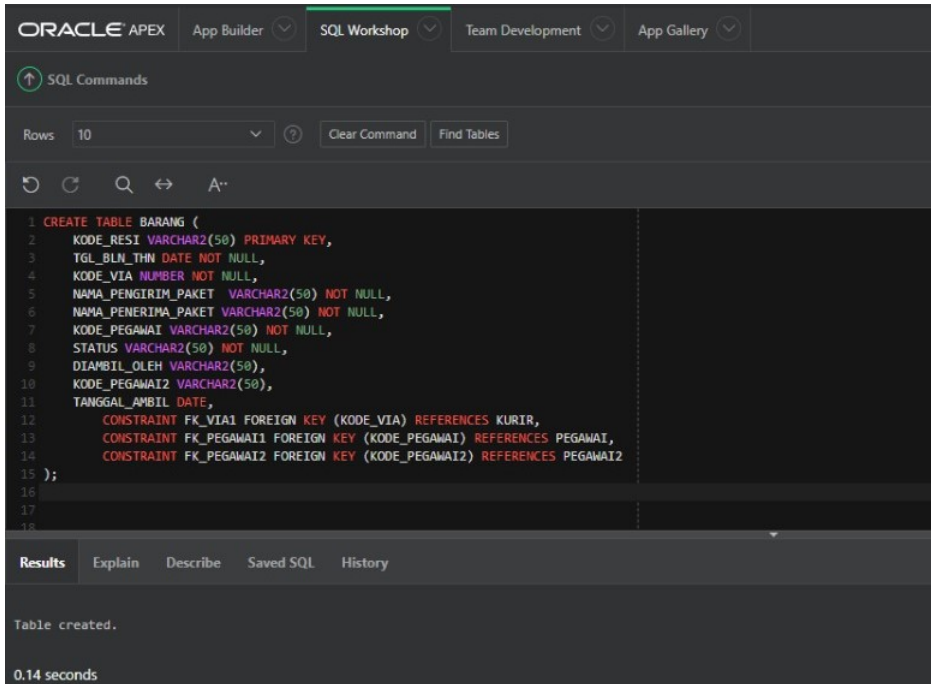 ORACLE APEX App Builder SQL Workshop Team Development App Gallery
SQL Commands
Rows 10 ? Clear Command Find Tables
A··
1 CREATE TABLE BARANG (
2 KODE_RESI VARCHAR2(50) PRIMARY KEY,
3 TGL_BLN_THN DATE NOT NULL,
4 KODE_VIA NUMBER NOT NULL,
5 NAMA_PENGIRIM_PAKET VARCHAR2(50) NOT NULL,
6 NAMA_PENERIMA_PAKET VARCHAR2(50) NOT NULL,
7 KODE_PEGAWAI VARCHAR2(50) NOT NULL,
8 STATUS VARCHAR2(50) NOT NULL,
9 DIAMBIL_OLEH VARCHAR2(50),
10 KODE_PEGAWAI2 VARCHAR2(50),
11 TANGGAL_AMBIL DATE,
12 CONSTRAINT FK_VIA1 FOREIGN KEY (KODE_VIA) REFERENCES KURIR,
13 CONSTRAINT FK_PEGAWAI1 FOREIGN KEY (KODE_PEGAWAI) REFERENCES PEGAWAI,
14 CONSTRAINT FK_PEGAWAI2 FOREIGN KEY (KODE_PEGAWAI2) REFERENCES PEGAWAI2
15 );
16
17
18
Results Explain Describe Saved SQL History
Table created.
0.14 seconds